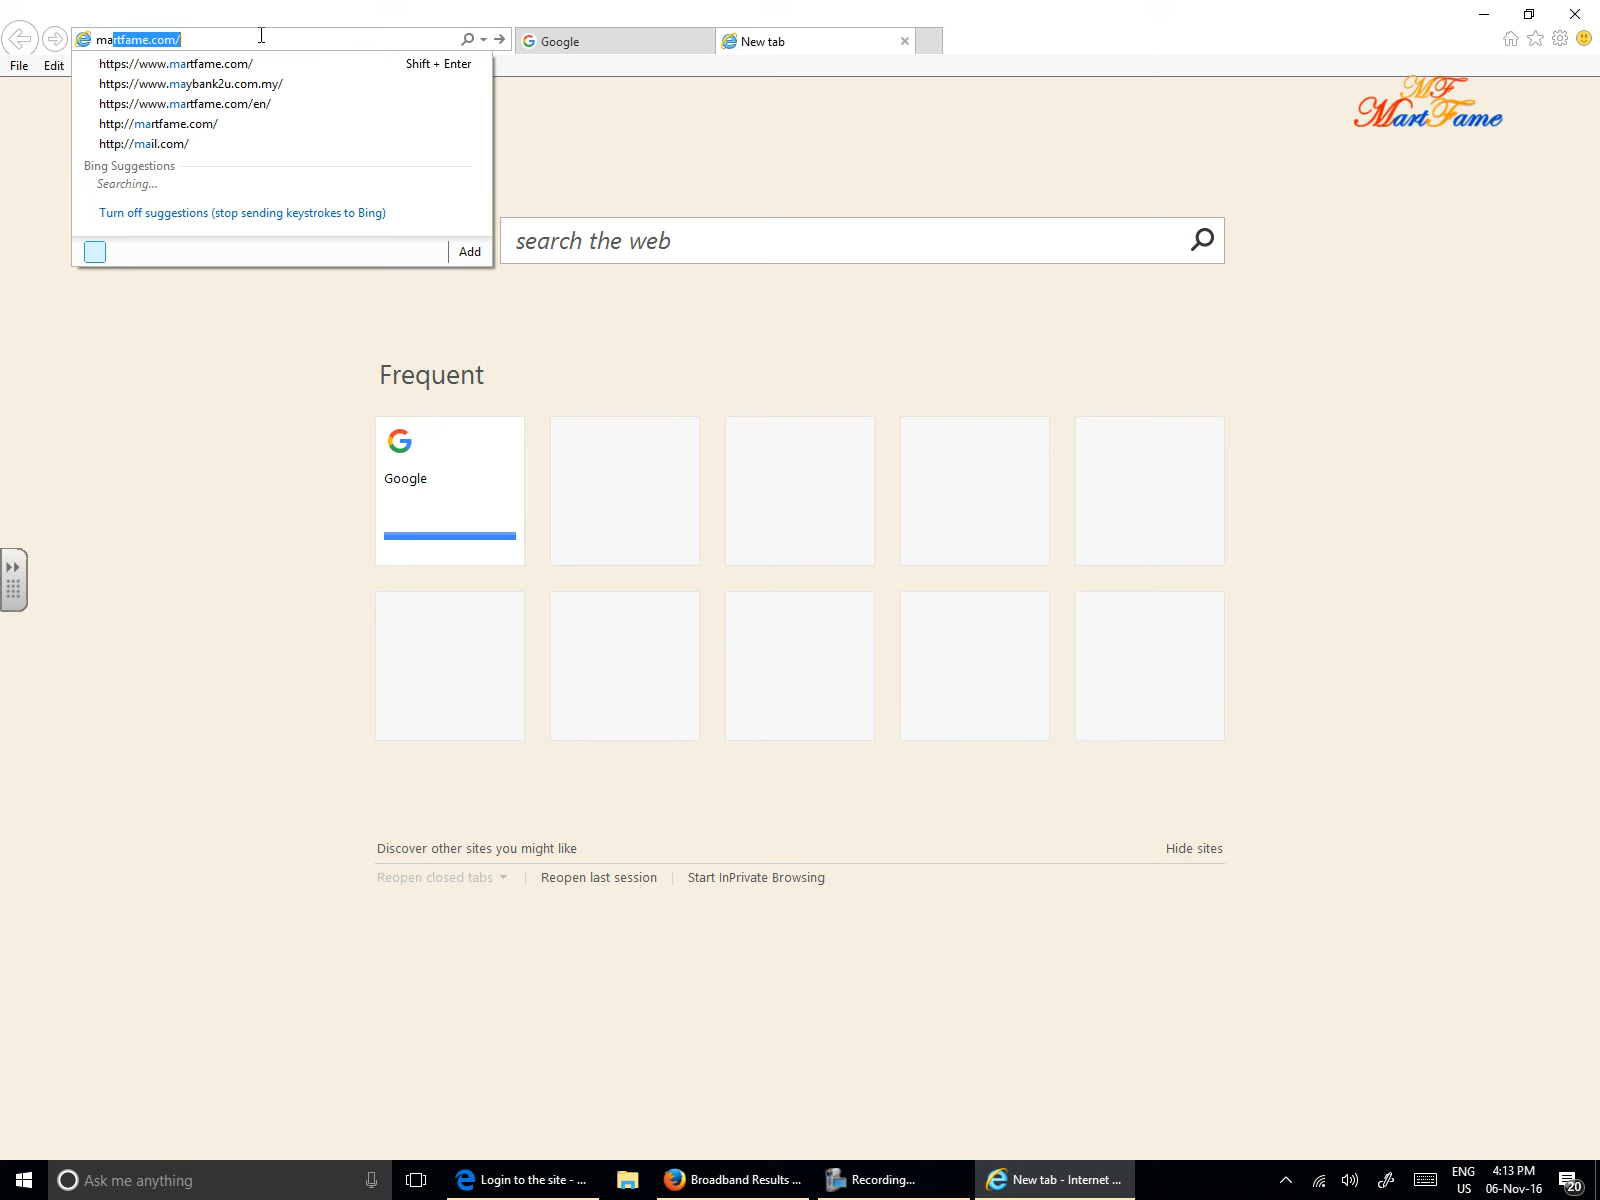 martfame.com/
Google
New tab
File Edit
https://www.martfame.com/ Shift + Enter
https://www.maybank2u.com.my/
https://www.martfame.com/en/
http://martfame.com/
http://mail.com/
Bing Suggestions
Searching...
Turn off suggestions (stop sending keystrokes to Bing)
Add
MF
MartFame
search the web
Frequent
Google
Discover other sites you might like Hide sites
Reopen closed tabs | Reopen last session | Start InPrivate Browsing
Ask me anything
Login to the site - ...
Broadband Results ...
Recording...
New tab - Internet ...
ENG
US
4:13 PM
06-Nov-16
20